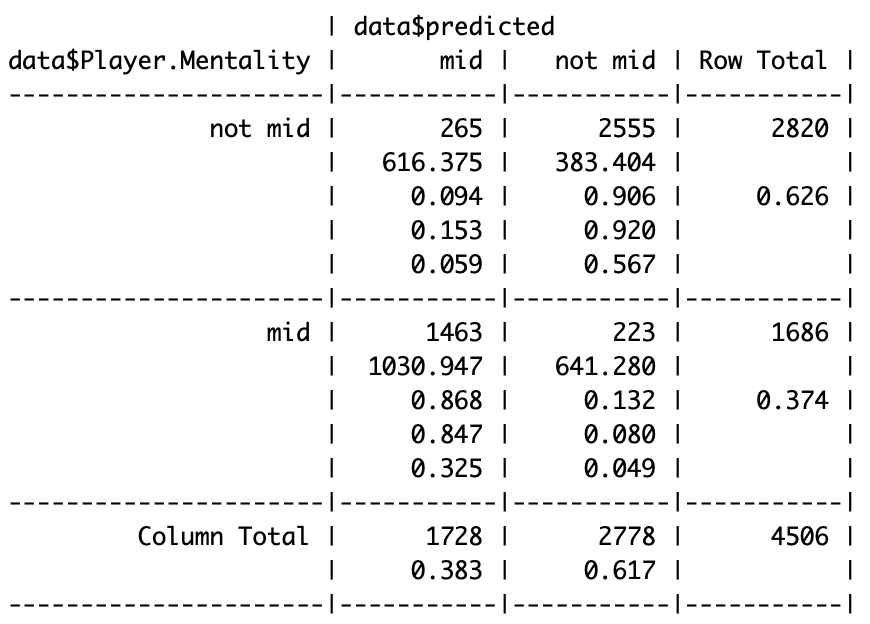 | data$predicted
data$Player.Mentality |       mid |   not mid | Row Total |
----------------------|-----------|-----------|-----------|
              not mid |       265 |      2555 |      2820 |
                      |   616.375 |   383.404 |           |
                      |     0.094 |     0.906 |     0.626 |
                      |     0.153 |     0.920 |           |
                      |     0.059 |     0.567 |           |
----------------------|-----------|-----------|-----------|
                  mid |      1463 |       223 |      1686 |
                      |  1030.947 |   641.280 |           |
                      |     0.868 |     0.132 |     0.374 |
                      |     0.847 |     0.080 |           |
                      |     0.325 |     0.049 |           |
----------------------|-----------|-----------|-----------|
         Column Total |      1728 |      2778 |      4506 |
                      |     0.383 |     0.617 |           |
----------------------|-----------|-----------|-----------|